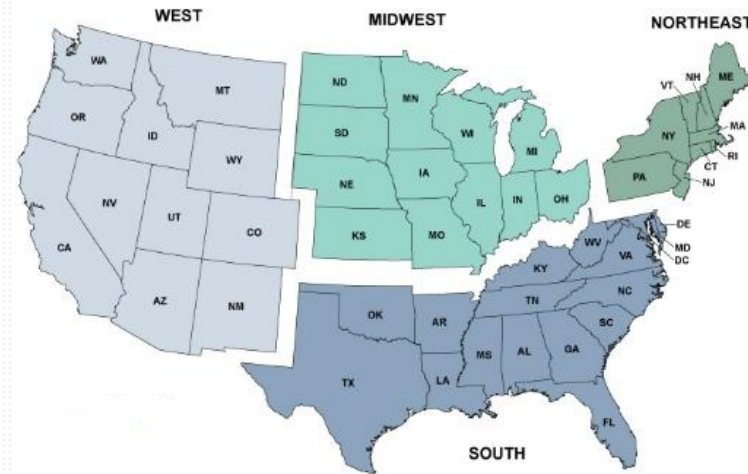 WEST
MIDWEST
NORTHEAST
WA
MT
OR
ID
WY
NV
UT
CO
CA
AZ
NM
ND
MN
SD
WI
MI
NE
IA
IL
IN
OH
KS
MO
ME
NH
VT
NY
MA
RI
CT
PA
NJ
DE
MD
DC
WV
VA
KY
NC
TN
SC
OK
AR
MS
AL
GA
LA
TX
FL
SOUTH